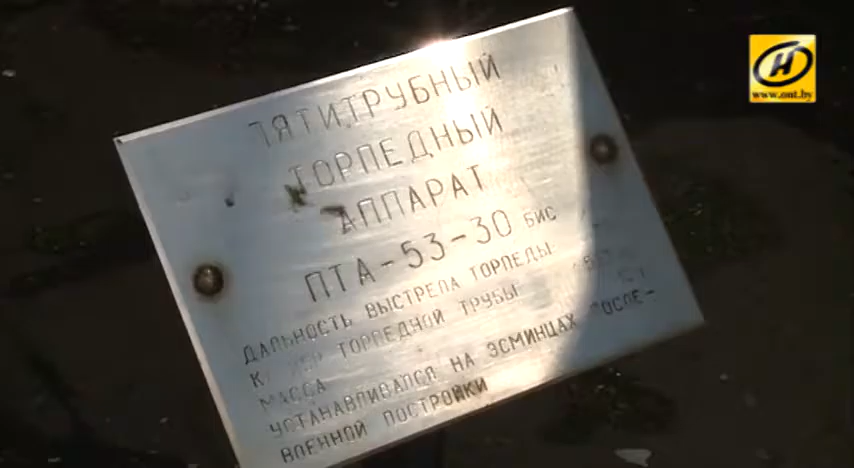 ПЯТИТРУБНЫЙ
ТОРПЕДНЫЙ
АППАРАТ
ПТА-53-30 БИС
ДАЛЬНОСТЬ ВЫСТРЕЛА ТОРПЕДЫ
ТОРПЕДНОЙ ТРУБЫ
МАССА
УСТАНАВЛИВАЛСЯ НА ЭСМИНЦАХ ПОСЛЕ-
ВОЕННОЙ ПОСТРОЙКИ
www.ont.by